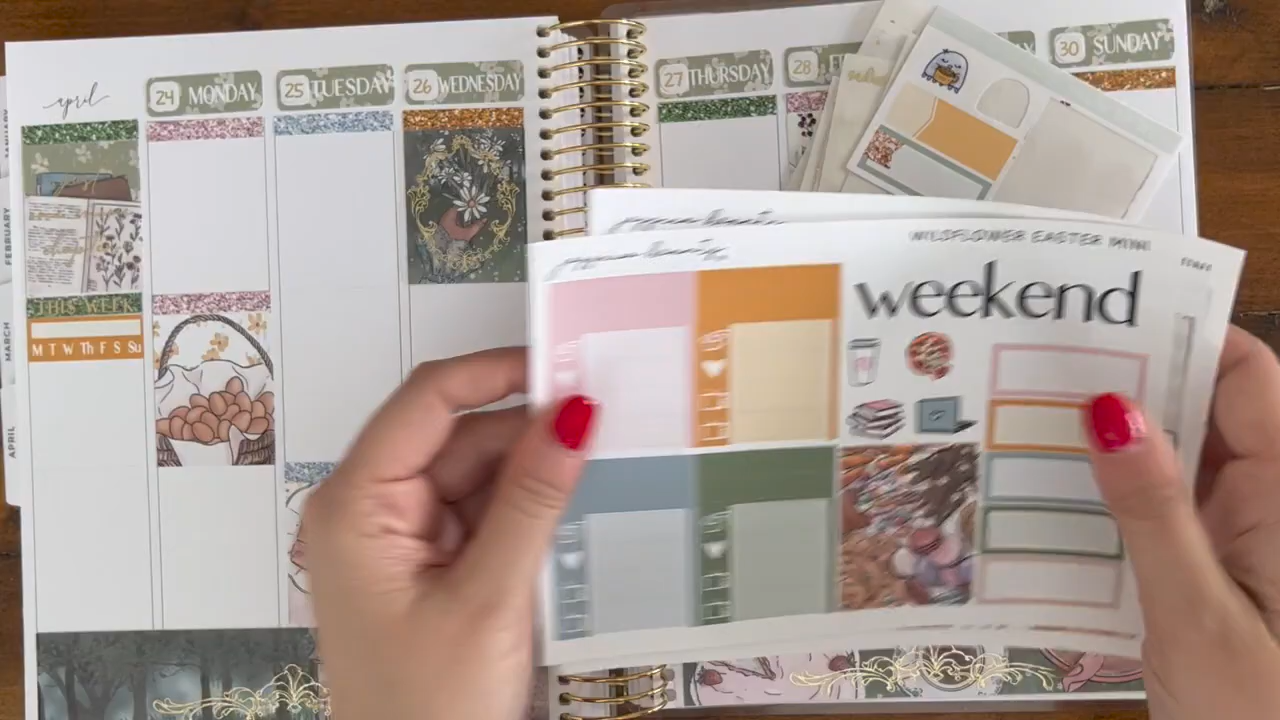 april
24 MONDAY
25 TUESDAY
26 WEDNESDAY
27 THURSDAY
28
30 SUNDAY
THIS WEEK
M T W Th F S Su
JANUARY
FEBRUARY
MARCH
APRIL
WILDFLOWER EASTER MINI
weekend